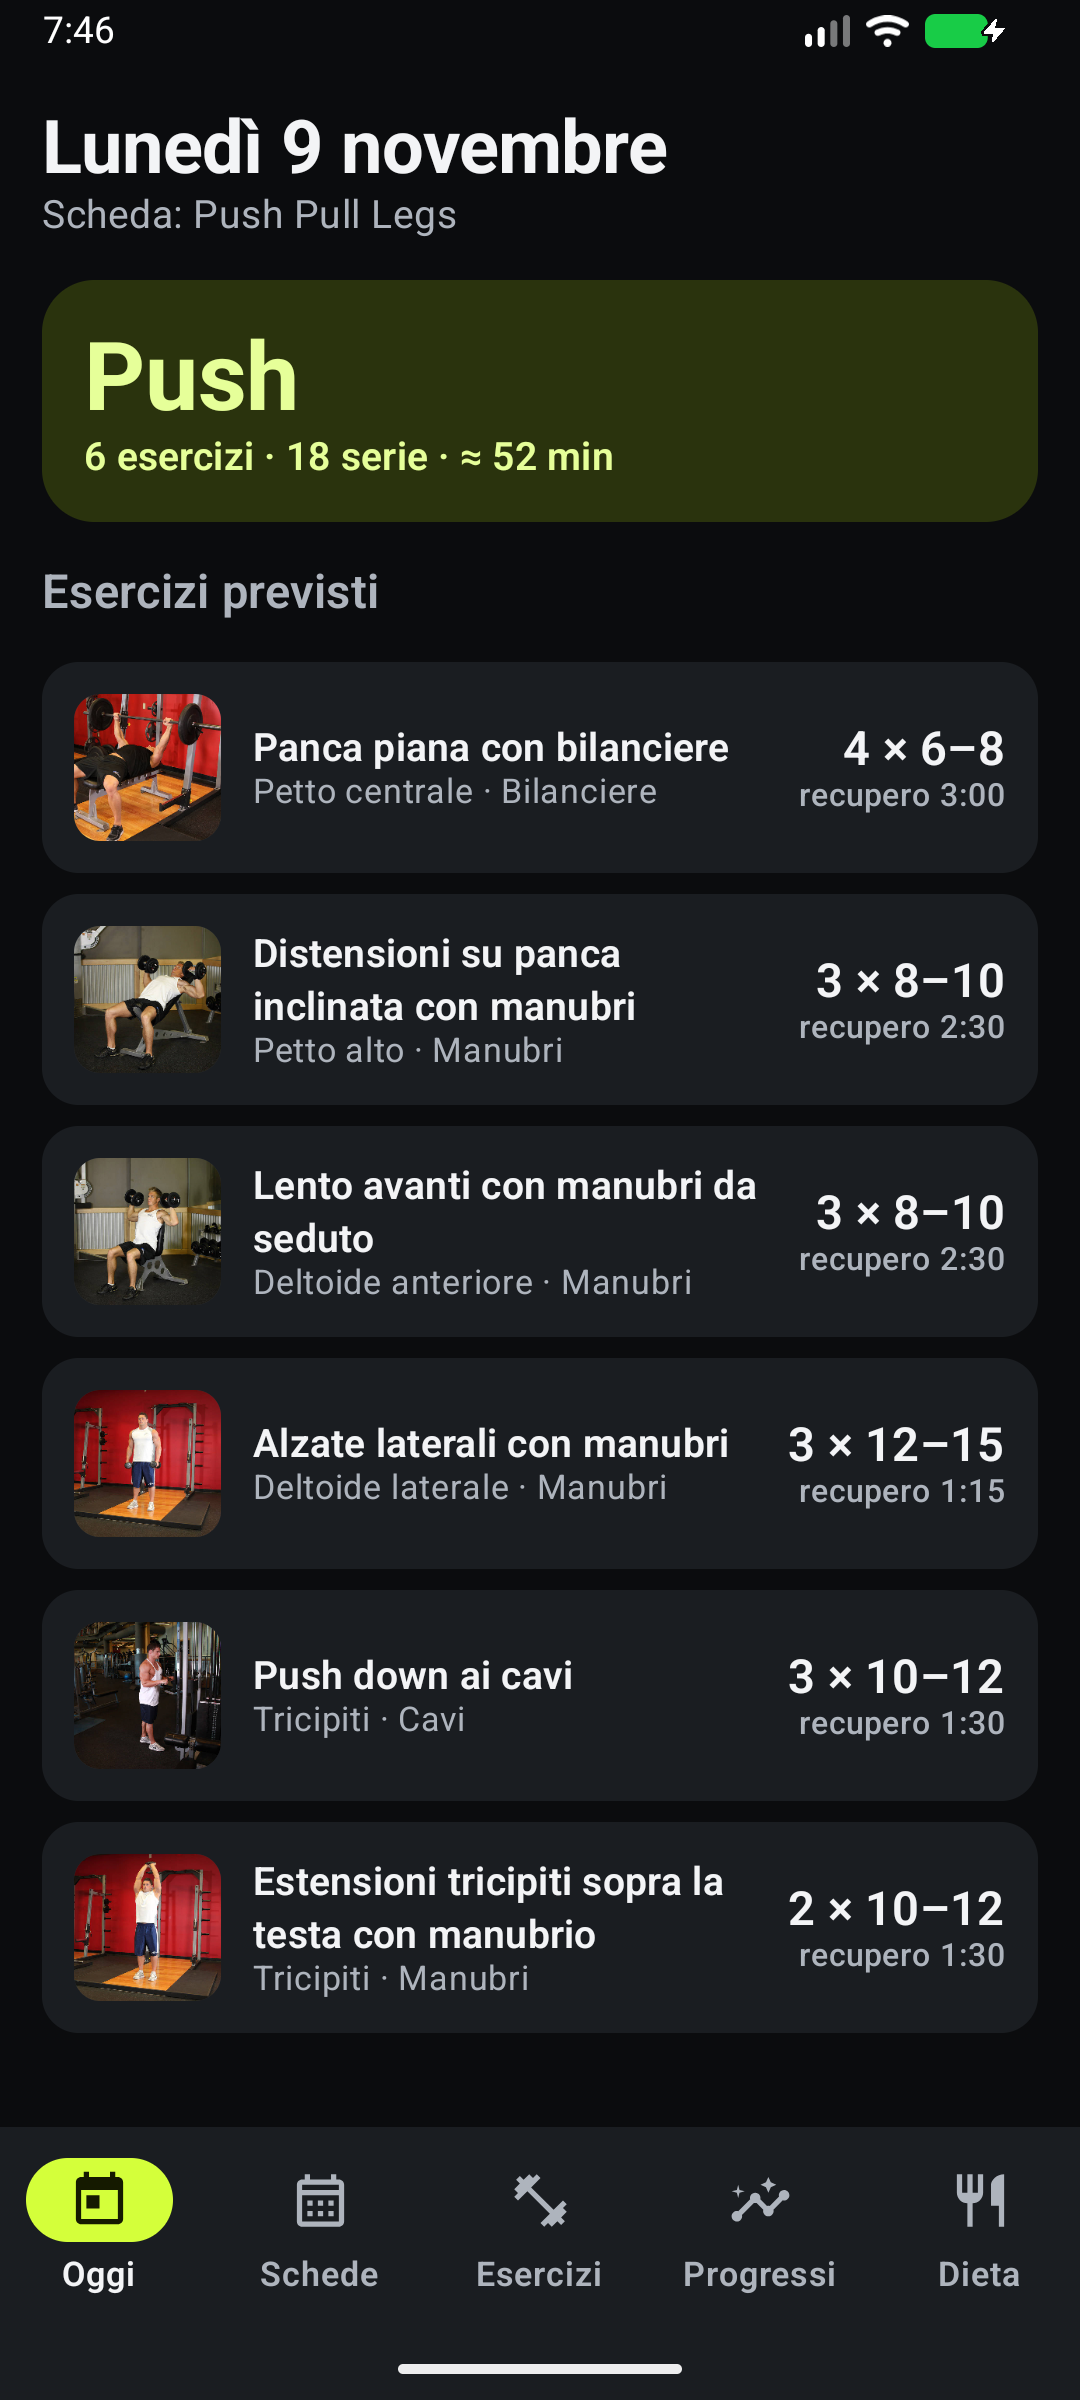 7:46
Lunedì 9 novembre
Scheda: Push Pull Legs
Push
6 esercizi · 18 serie · ≈ 52 min
Esercizi previsti
Panca piana con bilanciere
Petto centrale · Bilanciere
4 × 6–8
recupero 3:00
Distensioni su panca
inclinata con manubri
Petto alto · Manubri
3 × 8–10
recupero 2:30
Lento avanti con manubri da
seduto
Deltoide anteriore · Manubri
3 × 8–10
recupero 2:30
Alzate laterali con manubri
Deltoide laterale · Manubri
3 × 12–15
recupero 1:15
Push down ai cavi
Tricipiti · Cavi
3 × 10–12
recupero 1:30
Estensioni tricipiti sopra la
testa con manubrio
Tricipiti · Manubri
2 × 10–12
recupero 1:30
Oggi
Schede
Esercizi
Progressi
Dieta